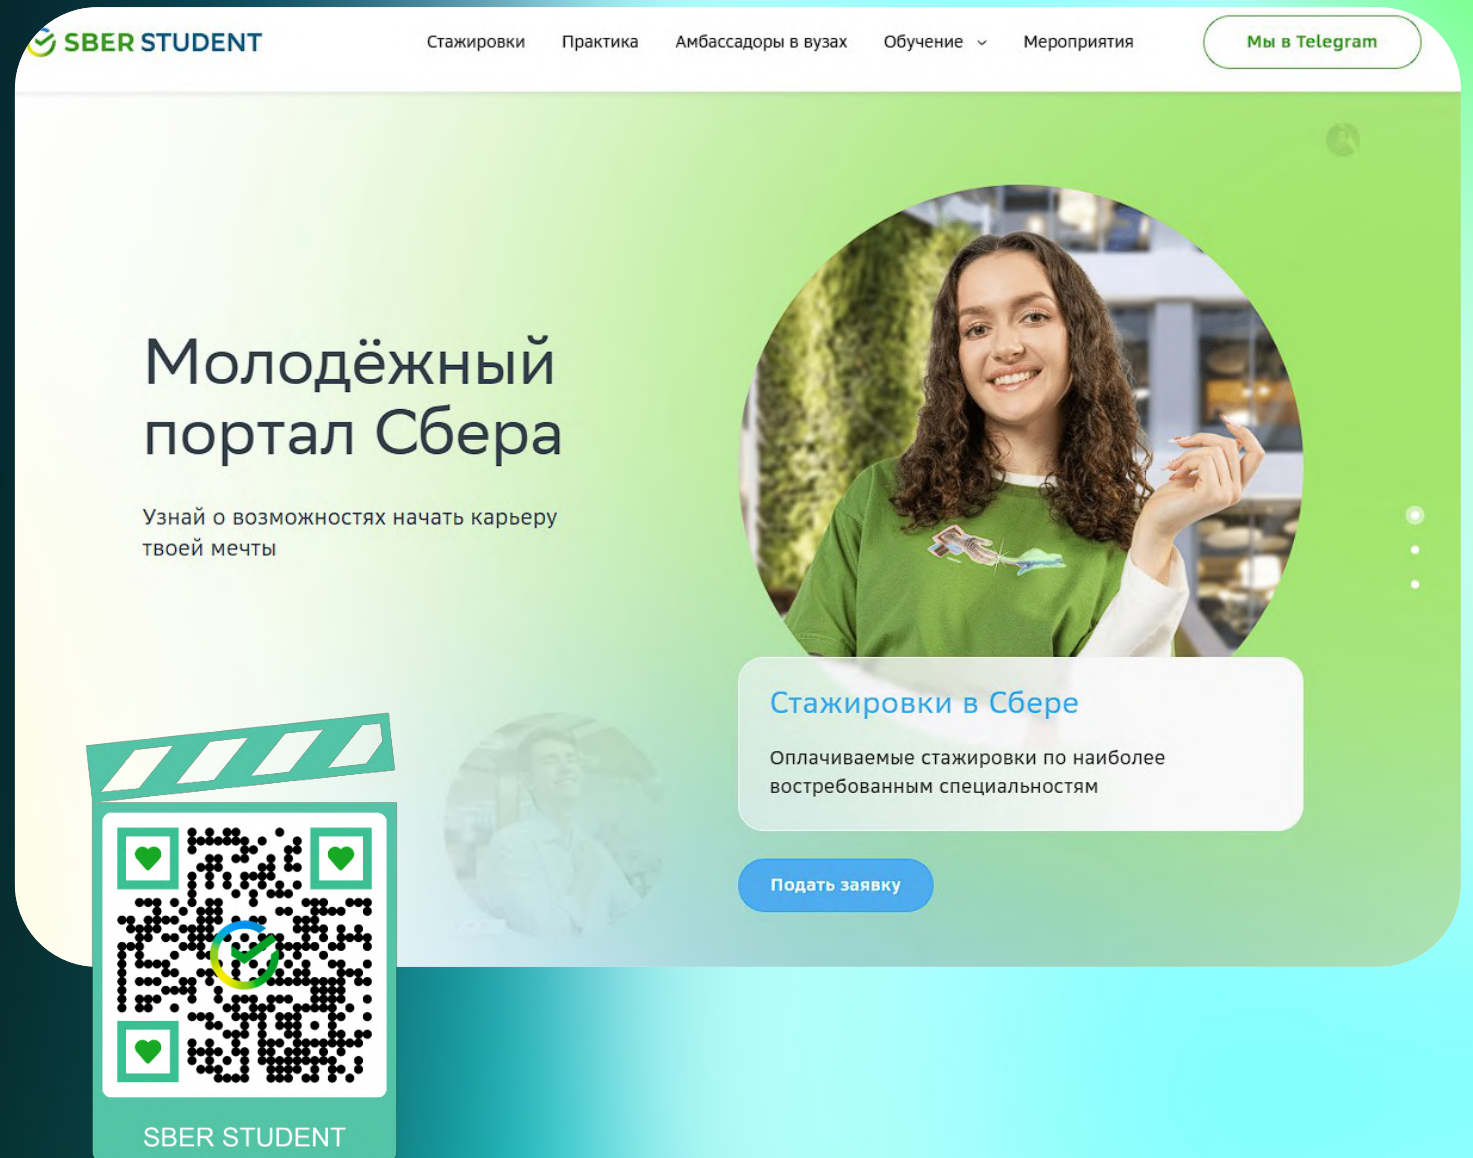 SBER STUDENT
Стажировки
Практика
Амбассадоры в вузах
Обучение
Мероприятия
Мы в Telegram
Молодёжный
портал Сбера
Узнай о возможностях начать карьеру
твоей мечты
Стажировки в Сбере
Оплачиваемые стажировки по наиболее
востребованным специальностям
Подать заявку
SBER STUDENT